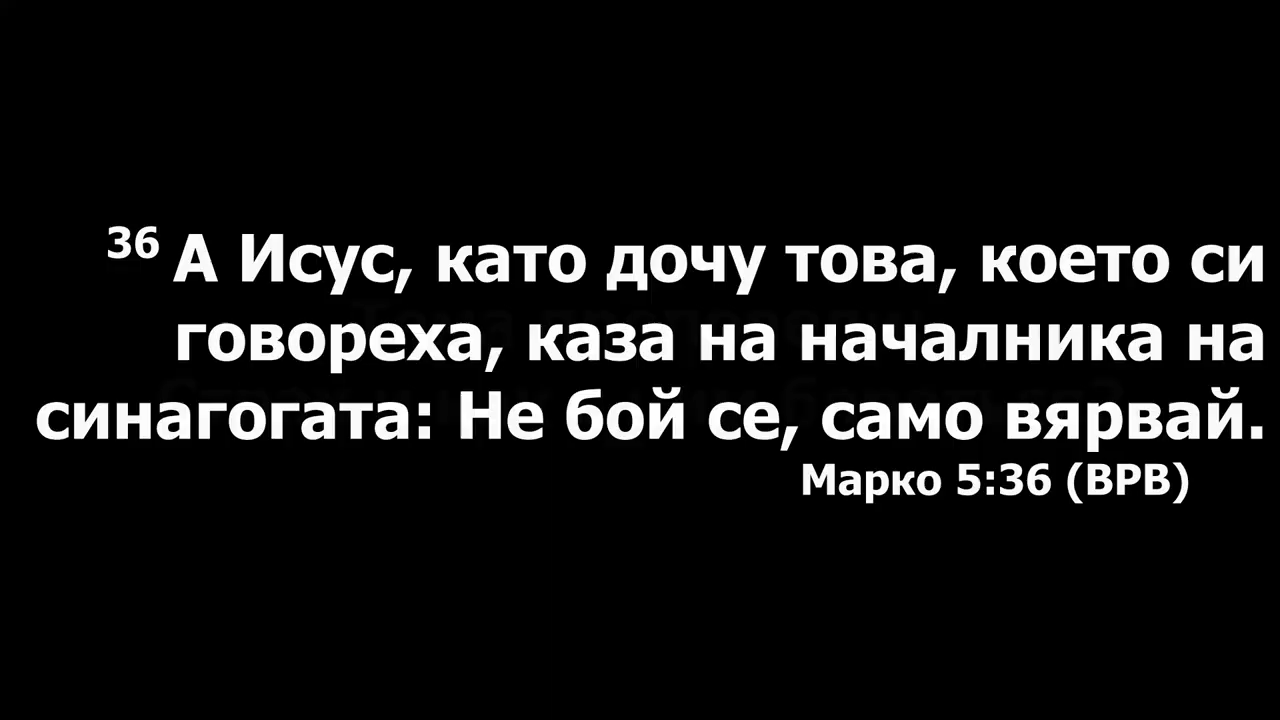 36 А Исус, като дочу това, което си
говореха, каза на началника на
синагогата: Не бой се, само вярвай.
Марко 5:36 (ВРВ)